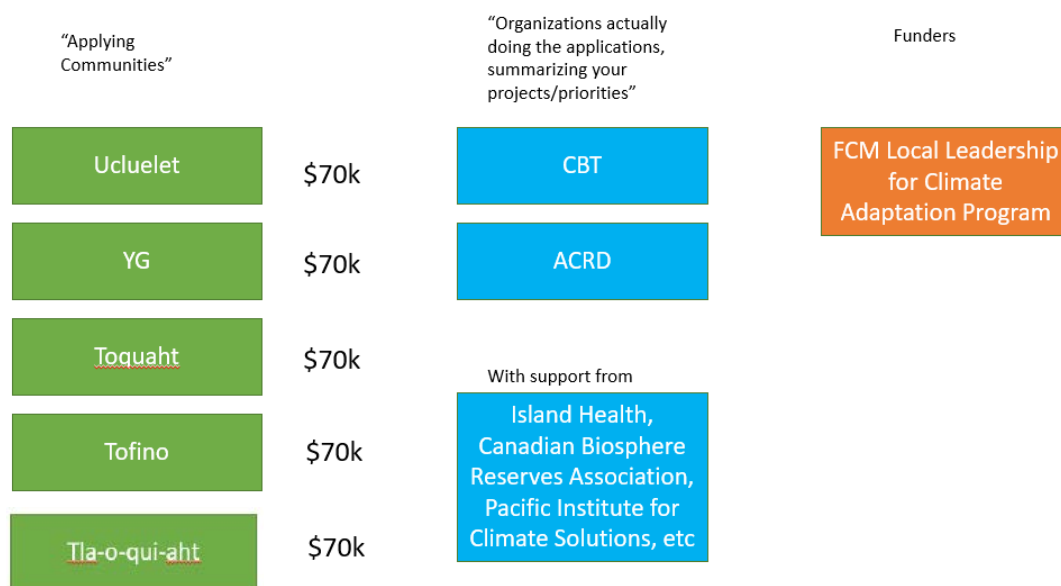 “Applying
Communities”
“Organizations actually
doing the applications,
summarizing your
projects/priorities”
Funders
Ucluelet
$70k
CBT
FCM Local Leadership
for Climate
Adaptation Program
YG
$70k
ACRD
Toquaht
$70k
With support from
Island Health,
Canadian Biosphere
Reserves Association,
Pacific Institute for
Climate Solutions, etc
Tofino
$70k
Tla-o-qui-aht
$70k